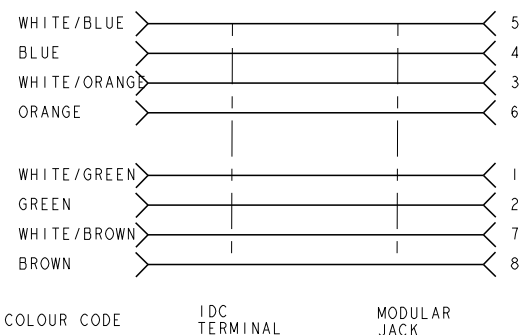 WHITE/BLUE 5
BLUE 4
WHITE/ORANGE 3
ORANGE 6
WHITE/GREEN 1
GREEN 2
WHITE/BROWN 7
BROWN 8
COLOUR CODE
IDC
TERMINAL
MODULAR
JACK